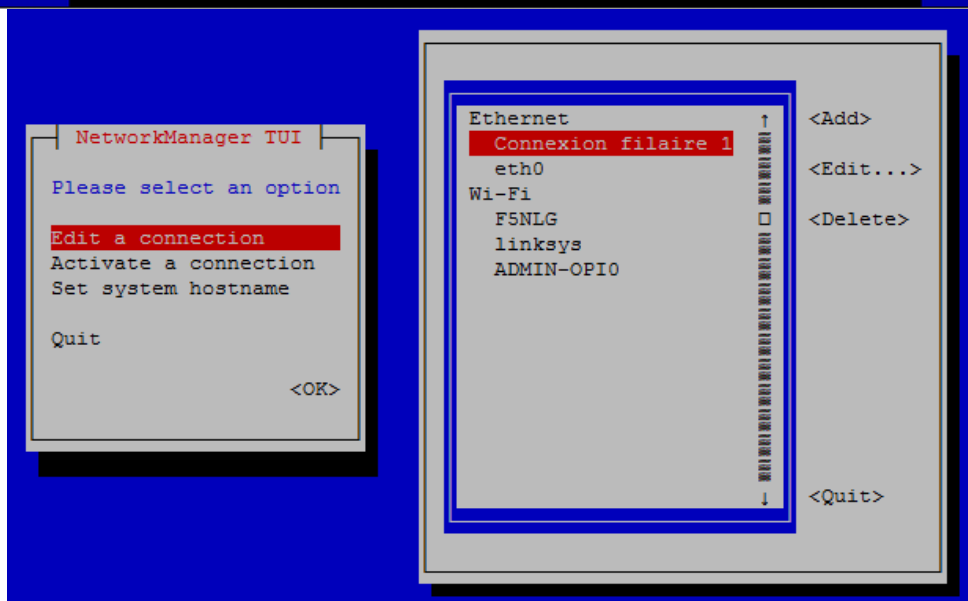 NetworkManager TUI
Please select an option
Edit a connection
Activate a connection
Set system hostname
Quit
<OK>
Ethernet
Connexion filaire 1
eth0
Wi-Fi
F5NLG
linksys
ADMIN-OPI0
<Add>
<Edit...>
<Delete>
<Quit>